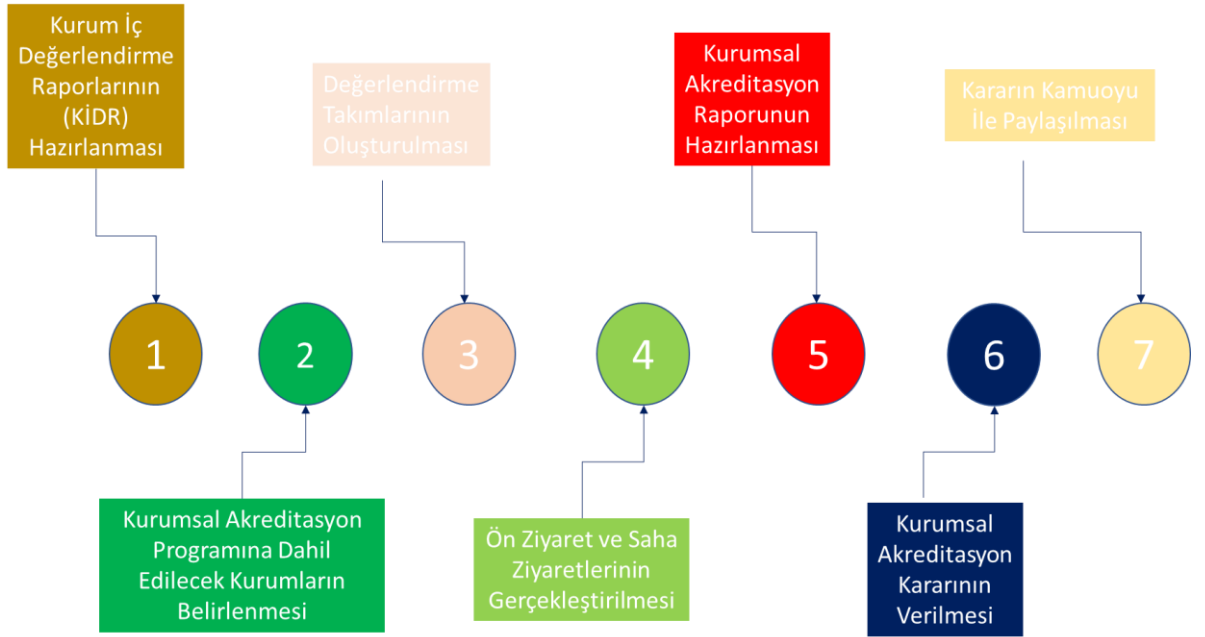 Kurum İç
Değerlendirme
Raporlarının
(KİDR)
Hazırlanması
Değerlendirme
Takımlarının
Oluşturulması
Kurumsal
Akreditasyon
Raporunun
Hazırlanması
Kararın Kamuoyu
İle Paylaşılması
1
2
3
4
5
6
7
Kurumsal Akreditasyon
Programına Dahil
Edilecek Kurumların
Belirlenmesi
Ön Ziyaret ve Saha
Ziyaretlerinin
Gerçekleştirilmesi
Kurumsal
Akreditasyon
Kararının
Verilmesi